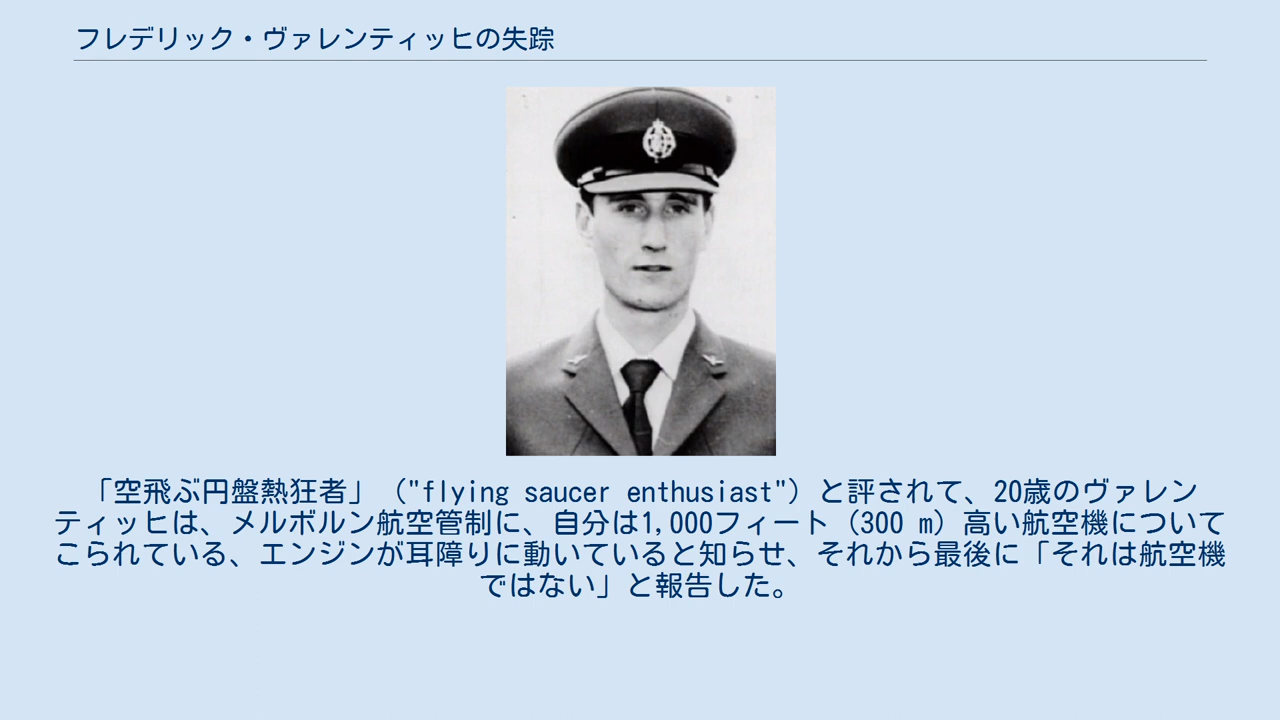 フレデリック・ヴァレンティッヒの失踪
「空飛ぶ円盤熱狂者」（"flying saucer enthusiast"）と評されて、20歳のヴァレン
ティッヒは、メルボルン航空管制に、自分は1,000フィート（300 m）高い航空機について
こられている、エンジンが耳障りに動いていると知らせ、それから最後に「それは航空機
ではない」と報告した。